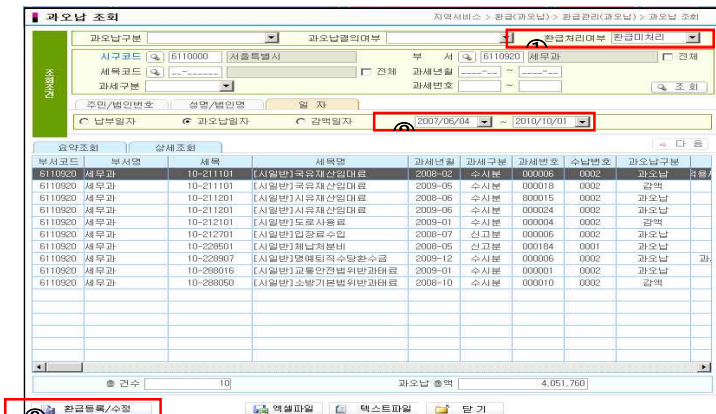 과오납 조회
지역서비스 > 환급(과오납) > 환급관리(과오납) > 과오납 조회
과오납구분 과오납결의여부 환급처리여부 환급미처리
①
조회조건
시구코드 6110000 서울특별시 부 서 6110920 세무과 전체
세목코드 __-______ 전체 과세년월 ____-__ ~ ____-__
과세구분 과세번호 ~ 조 회
주민/법인번호 성명/법인명 일 자
납부일자 과오납일자 감액일자 2007/06/04 ~ 2010/10/01
요약조회 상세조회 다 음
부서코드 부서명 세목 세목명 과세년월 과세구분 과세번호 수납번호 과오납구분
6110920 세무과 10-211101 [시일반]국유재산임대료 2008-02 수시분 000006 0002 과오납
6110920 세무과 10-211101 [시일반]국유재산임대료 2009-05 수시분 000018 0002 감액
6110920 세무과 10-211201 [시일반]시유재산임대료 2008-06 수시분 800015 0002 과오납
6110920 세무과 10-211201 [시일반]시유재산임대료 2009-06 수시분 000024 0002 과오납
6110920 세무과 10-212101 [시일반]도로사용료 2009-01 수시분 000004 0002 감액
6110920 세무과 10-212701 [시일반]입장료수입 2008-07 신고분 000006 0002 과오납
6110920 세무과 10-228501 [시일반]체납처분비 2008-05 신고분 000184 0001 과오납
6110920 세무과 10-228907 [시일반]명예퇴직수당환수금 2009-12 수시분 000006 0002 과오납 과.
6110920 세무과 10-288016 [시일반]교통안전법위반과태료 2009-01 수시분 000001 0002 과오납
6110920 세무과 10-288050 [시일반]소방기본법위반과태료 2008-10 수시분 000010 0002 감액
총 건수 10 과오납 총액 4,051,760
환급등록/수정 엑셀파일 텍스트파일 닫 기